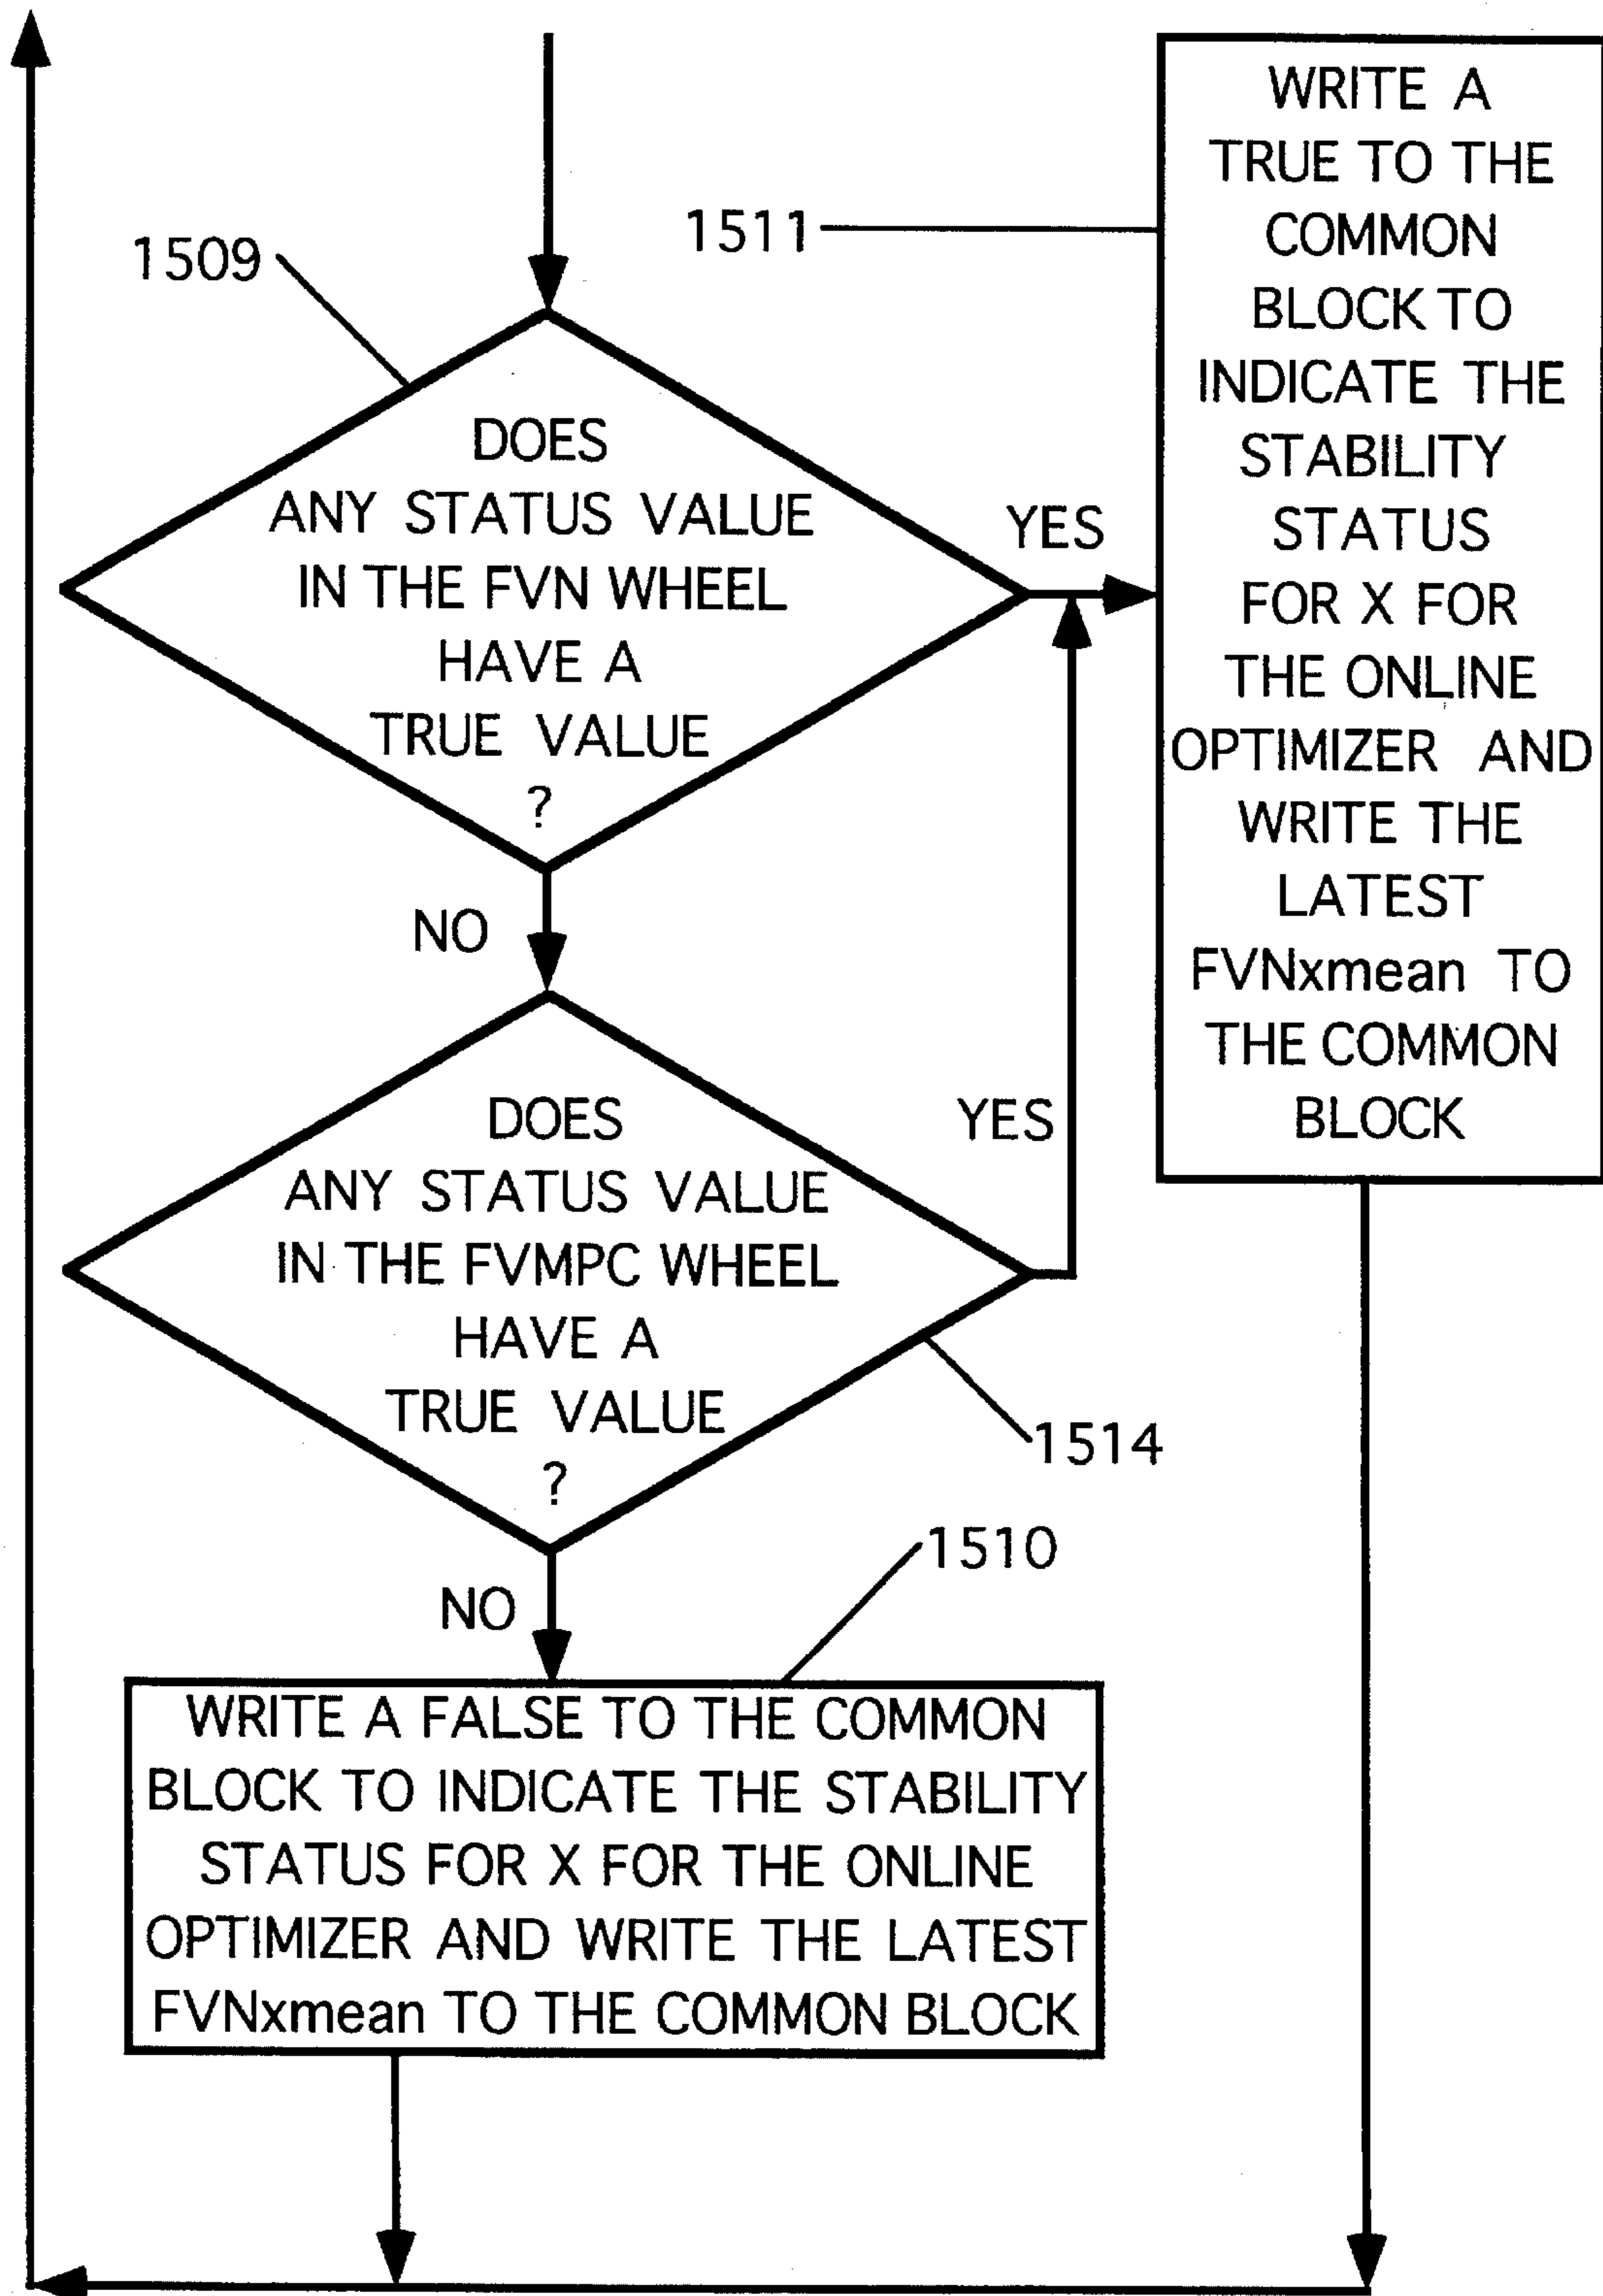 1509
DOES
ANY STATUS VALUE
IN THE FVN WHEEL
HAVE A
TRUE VALUE
?
YES
NO
1511
WRITE A
TRUE TO THE
COMMON
BLOCK TO
INDICATE THE
STABILITY
STATUS
FOR X FOR
THE ONLINE
OPTIMIZER AND
WRITE THE
LATEST
FVNxmean TO
THE COMMON
BLOCK
DOES
ANY STATUS VALUE
IN THE FVMPC WHEEL
HAVE A
TRUE VALUE
?
YES
1514
NO
1510
WRITE A FALSE TO THE COMMON
BLOCK TO INDICATE THE STABILITY
STATUS FOR X FOR THE ONLINE
OPTIMIZER AND WRITE THE LATEST
FVNxmean TO THE COMMON BLOCK